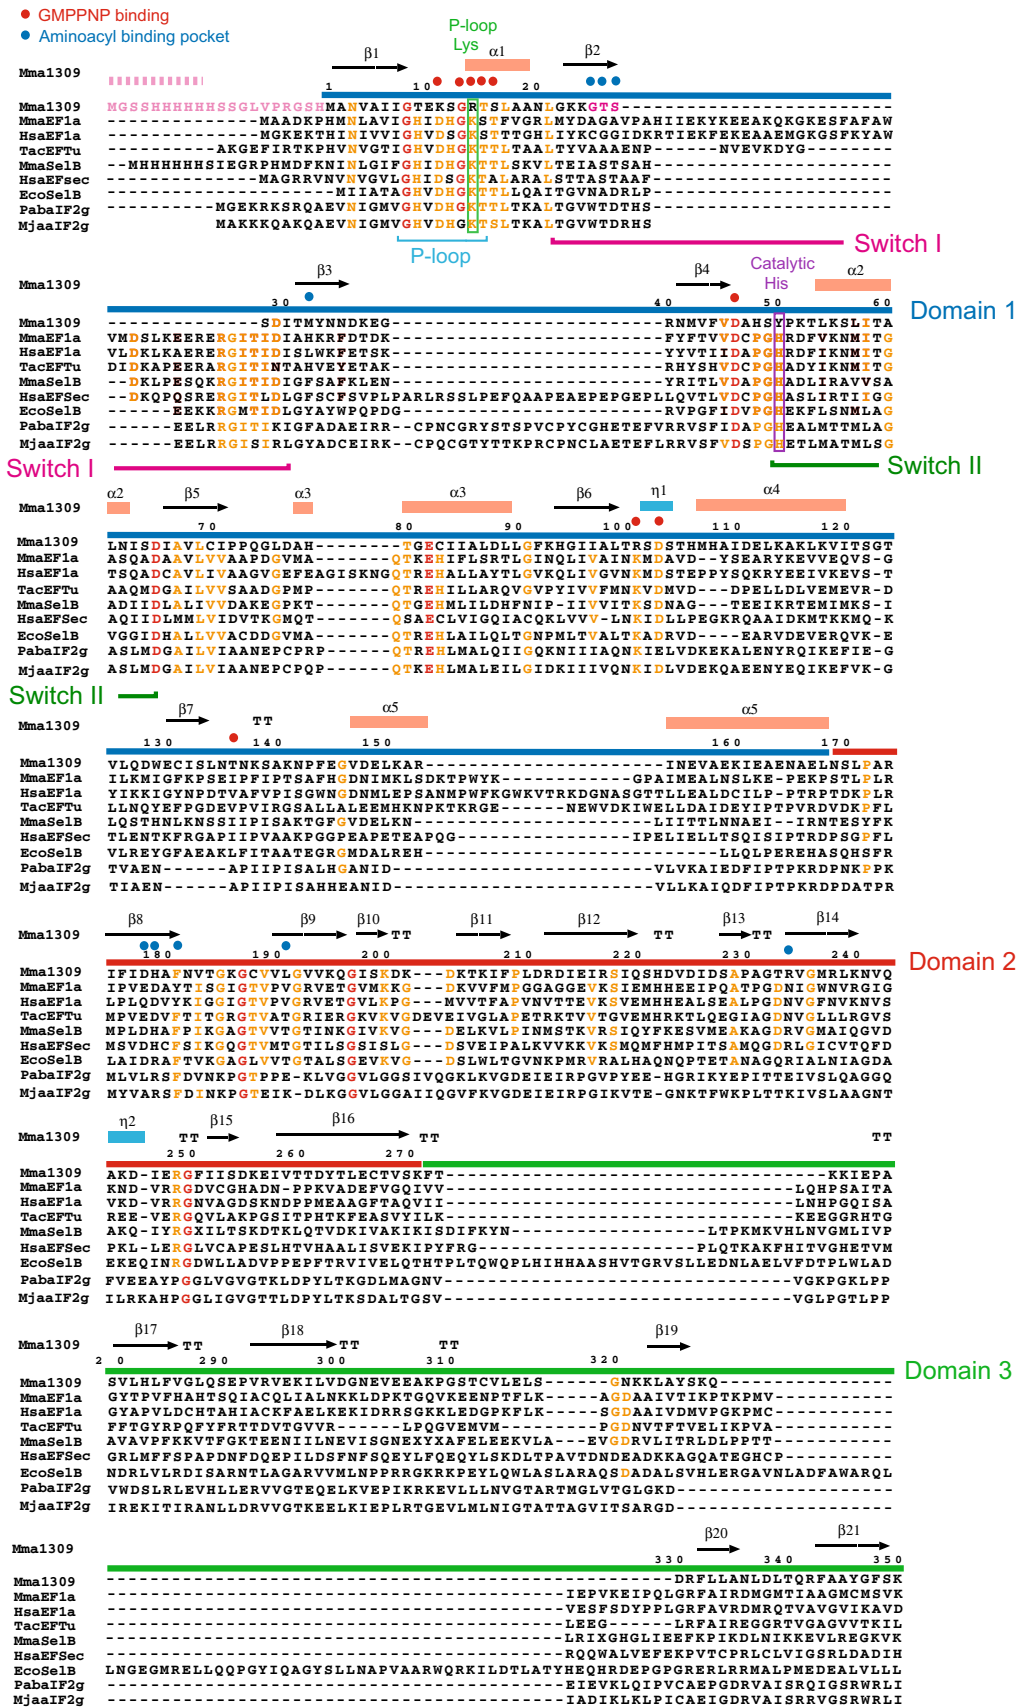 GMPPNP binding
Aminoacyl binding pocket
P-loop
Lys
β1 α1 β2
Mma1309
1 10 20
Mma1309 MGSSHHHHHHSSGLVPRGSHMANVAIIGTEKSGRTSLAANLGKKGTS-------------------------
MmaEF1a MAADKPHMNLAVIGHIDHGKSTFVGRLMYDAGAVPAHIIEKYKEEAKQKGKESFAFAW
HsaEF1a MGKEKTHINIVVIGHVDSGKSTTTGHLIYKCGGIDKRTIEKFEKEAAEMGKGSFKYAW
TacEFTu AKGEFIRTKPHVNVGTIGHVDHGKTTLTAALTYVAAAENP-----NVEVKDYG
MmaSelB --MHHHHHHSIEGRPHMDFKNINLGIFGHIDHGKTTLSKVLTEIASTSAH
HsaEFsec MAGRRVNVNVGVLGHIDSGKTALARALSTTASTAAF
EcoSelB MIIATAGHVDHGKTTLLQAITGVNADRLP
PabaIF2g MGEKRKSRQAEVNIGMVGHVDHGKTTLTKALTGVWTDTHS
MjaaIF2g MAKKKQAKQAEVNIGMVGHVDHGKTSLTKALTGVWTDRHS
P-loop
Switch I
β3 β4 Catalytic
His α2
Mma1309
30 40 50 60
Domain 1
Mma1309 --------------SDITMYNNDKEG-------------------------RNMVFVDAHSYPKTLKSLITA
MmaEF1a VMDSLKEERERGITIDIAHKRFDTDK-------------------------FYFTVVDCPGHRDFVKNMITG
HsaEF1a VLDKLKAERERGITIDISLWKFETSK-------------------------YYVTIIDAPGHRDFIKNMITG
TacEFTu DIDKAPEERARGITINTAHVEYETAK-------------------------RHYSHVDCPGHADYIKNMITG
MmaSelB --DKLPESQKRGITIDIGFSAFKLEN-------------------------YRITLVDAPGHADLIRAVVSA
HsaEFSec --DKQPQSRERGITLDLGFSCFSVPLPARLRSSLPEFQAAPEAEPEPGEPLLQVTLVDCPGHASLIRTIIGG
EcoSelB ------EEKKRGMTIDLGYAYWPQPDG------------------------RVPGFIDVPGHEKFLSNMLAG
PabaIF2g ------EELRRGITIKIGFADAEIRR--CPNCGRYSTSPVCPYCGHETEFVRRVSFIDAPGHEALMTTMLAG
MjaaIF2g ------EELRRGISIRLGYADCEIRK--CPQCGTYTTKPRCPNCLAETEFLRRVSFVDSPGHETLMATMLSG
Switch I
Switch II
α2 β5 α3 α3 β6 η1 α4
Mma1309
70 80 90 100 110 120
Mma1309 LNISDIAVLCIPPQGLDAH------TGECIIALDLLGFKHGIIALTRSDSTHMHAIDELKAKLKVITSGT
MmaEF1a ASQADAAVLVVAAPDGVMA------QTKEHIFLSRTLGINQLIVAINKMDAVD--YSEARYKEVVEQVSG-
HsaEF1a TSQADCAVLIVAAGVGEFEAGISKNGQTREHALLAYTLGVKQLIVGVNKMDSTEPPYSQKRYEEIVKEVS-T
TacEFTu AAQMDGAILVVSAADGPMP------QTREHILLARQVGVPYIVVFMNKVDMVD---DPELLDLVEMEVR-D
MmaSelB ADIIDLALIVVDAKEGPKT------QTGEHMLILDHFNIP-IIVVITKSDNAG---TEEIKRTEMIMKS-I
HsaEFSec AQIIDLMMLVIDVTKGMQT------QSAECLVIGQIACQKLVVV-LNKIDLLPEGKRQAAIDKMTKKMQ-K
EcoSelB VGGIDHALLVVACDDGVMA------QTREHLAILQLTGNPMLTVALTKADRVD---EARVDEVERQVK-E
PabaIF2g ASLMDGAILVIAANEPCPRP-----QTREHLMALQIIGQKNIIIAQNKIELVDKEKALENYRQIKEFIE-G
MjaaIF2g ASLMDGAILVIAANEPCPQP-----QTKEHLMALEILGIDKIIIVQNKIDLVDEKQAEENYEQIKEFVK-G
Switch II
β7 TT α5 α5
Mma1309
130 140 150 160 170
Mma1309 VLQDWECISLNTNKSAKNPFEGVDELKAR----------------------INEVAEKIEAENAELNSLPAR
MmaEF1a ILKMIGFKPSEIPFIPTSAFHGDNIMKLSDKTPWYK--------------GPAIMEALNSLKE-PEKPSTLPLR
HsaEF1a YIKKIGYNPDTVAFVPISGWNGDNMLEPSANMPWFKGWKVTRKDGNASGTTLLEALDCILP-PTRPTDKPLR
TacEFTu LLNQYEFPGDEVPVIRGSALLALEEMHKNPKTKRGE-------NEWVDKIWELLDAIDEYIPTPVRDVDKPFL
MmaSelB LQSTHNLKNSSIIPISAKTGFGVDELKN----------------------LIITTLNNAEI--IRNTESYFK
HsaEFSec TLENTKFRGAPIIPVAAKPGGPEAPETEAPQG------------------IPELIELLTSQISIPTRDPSGPFL
EcoSelB VLREYGFAEAKLFITAATEGRGMDALREH---------------------LLQLPEREHASQHSFR
PabaIF2g TVAEN------APIIPISALHGANID------------------------VLVKAIEDFIPTPKRDPNKPPK
MjaaIF2g TIAEN------APIIPISAHHEANID------------------------VLLKAIQDFIPTPKRDPDATPR
β8 β9 β10 TT β11 β12 TT β13 TT β14
Mma1309
180 190 200 210 220 230 240
Domain 2
Mma1309 IFIDHAFNVTGKGCVVLGVVKQGISKDK---DKTKIFPLDRDIEIRSIQSHDVDIDSAPAGTRVGMRLKNVQ
MmaEF1a IPVEDAYTISGIGTVPVGRVETGVMKKG---DKVVFMPGGAGGEVKSIEMHHEEIPQATPGDNIGWNVRGIG
HsaEF1a LPLQDVYKIGGIGTVPVGRVETGVLKPG---MVVTFAPVNVTTEVKSVEMHHEALSEALPGDNVGFNVKNVS
TacEFTu MPVEDVFTITGRGTVATGRIERGKVKVGDEVEIVGLAPETRKTVVTGVEMHRKTLQEGIAGDNVGLLLRGVS
MmaSelB MPLDHAFPIKGAGTVVTGTINKGIVKVG---DELKVLPINMSTKVRSIQYFKESVMEAKAGDRVGMAIQGVD
HsaEFSec MSVDHCFSIKGQGTVMTGTILSGSISLG---DSVEIPALKVVKKVKSMQMFHMPITSAMQGDRLGICVTQFD
EcoSelB LAIDRAFTVKGAGLVVTGTALSGEVKVG---DSLWLTGVNKPMRVRALHAQNQPTETANAGQRIALNIAGDA
PabaIF2g MLVLRSFDVNKPGTPPE-KLVGGVLGGSIVQGKLKVGDEIEIRPGVPYEE-HGRIKYEPITTEIVSLQAGGQ
MjaaIF2g MYVARSFDINKPGTEIK-DLKGGVLGGAIIQGVFKVGDEIEIRPGIKVTE-GNKTFWKPLTTKIVSLAAGNT
η2 TT β15 β16 TT TT
Mma1309
250 260 270
Mma1309 AKD-IERGFIISDKEIVTTDYTLECTVSKFT-----------------------------KKIEPA
MmaEF1a KND-VRRGDVCGHADN-PPKVADEFVGQIVV--------------------------LQHPSAITA
HsaEF1a VKD-VRRGNVAGDSKNDPPMEAAGFTAQVII--------------------------LNHPGQISA
TacEFTu REE-VERGQVLAKPGSITPHTKFEASVYILK--------------------------KEEGGRHTG
MmaSelB AKQ-IYRGXILTSKDTKLQTVDKIVAKIKISDIFKYN-------------LTPKMKVHLNVGMLIVP
HsaEFSec PKL-LERGLVCAPESLHTVHAALISVEKIPYFRG----------------PLQTKAKFHITVGHETVM
EcoSelB EKEQINRGDWLLADVPPEPFTRVIVELQTHTPLTQWQPLHIHHAASHVTGRVSLLEDNLAELVFDTPLWLAD
PabaIF2g FVEEAYPGGLVGVGTKLDPYLTKGDLMAGNV--------------------------VGKPGKLPP
MjaaIF2g ILRKAHPGGLIGVGTTLDPYLTKSDALTGSV--------------------------VGLPGTLPP
β17 TT β18 TT TT β19
Mma1309
2 0 290 300 310 320
Domain 3
Mma1309 SVLHLFVGLQSEPVRVEKILVDGNEVEEAKPGSTCVLELS-----GNKKLAYSKQ----------------
MmaEF1a GYTPVFHAHTSQIACQLIALNKKLDPKTGQVKEENPTFLK-----AGDAAIVTIKPTKPMV----------
HsaEF1a GYAPVLDCHTAHIACKFAELKEKIDRRSGKKLEDGPKFLK-----SGDAAIVDMVPGKPMC----------
TacEFTu FFTGYRPQFYFRTTDVTGVVR-----LPQGVEMVM------PGDNVTFTVELIKPVA-----------
MmaSelB AVAVPFKKVTFGKTEENIILNEVISGNEXYXAFELEEKVLA---EVGDRVLITRLDLPPTT----------
HsaEFSec GRLMFFSPAPDNFDQEPILDSFNFSQEYLFQEQYLSKDLTPAVTDNDEADKKAGQATEGHCP---------
EcoSelB NDRLVLRDISARNTLAGARVVMLNPPRRGKRKPEYLQWLASLARAQSDADALSVHLERGAVNLADFAWARQL
PabaIF2g VWDSLRLEVHLLERVVGTEQELKVEPIKRKEVLLLNVGTARTMGLVTGLGKD--------------
MjaaIF2g IREKITIRANLLDRVVGTKEELKIEPLRTGEVLMLNIGTATTAGVITSARGD--------------
β20 β21
Mma1309
330 340 350
Mma1309 ----------------------------------------------------DRFLLANLDLTQRFAAYGFSK
MmaEF1a ------------------------------------------IEPVKEIPQLGRFAIRDMGMTIAAGMCMSVK
HsaEF1a ------------------------------------------VESFSDYPPLGRFAVRDMRQTVAVGVIKAVD
TacEFTu ------------------------------------------LEEG------LRFAIREGGRTVGAGVVTKIL
MmaSelB ------------------------------------------LRIXGHGLIEEFKPIKDLNIKKEVLREGKVK
HsaEFSec ------------------------------------------RQQWALVEFEKPVTCPRLCLVIGSRLDADIH
EcoSelB LNGEGMRELLQQPGYIQAGYSLLNAPVAARWQRKILDTLATYHEQHRDEPGPGRERLRRMALPMEDEALVLLL
PabaIF2g ------------------------------------------EIEVKLQIPVCAEPGDRVAISRQIGSRWRLI
MjaaIF2g ------------------------------------------IADIKLKLPICAEIGDRVAISRRVGSRWRLI